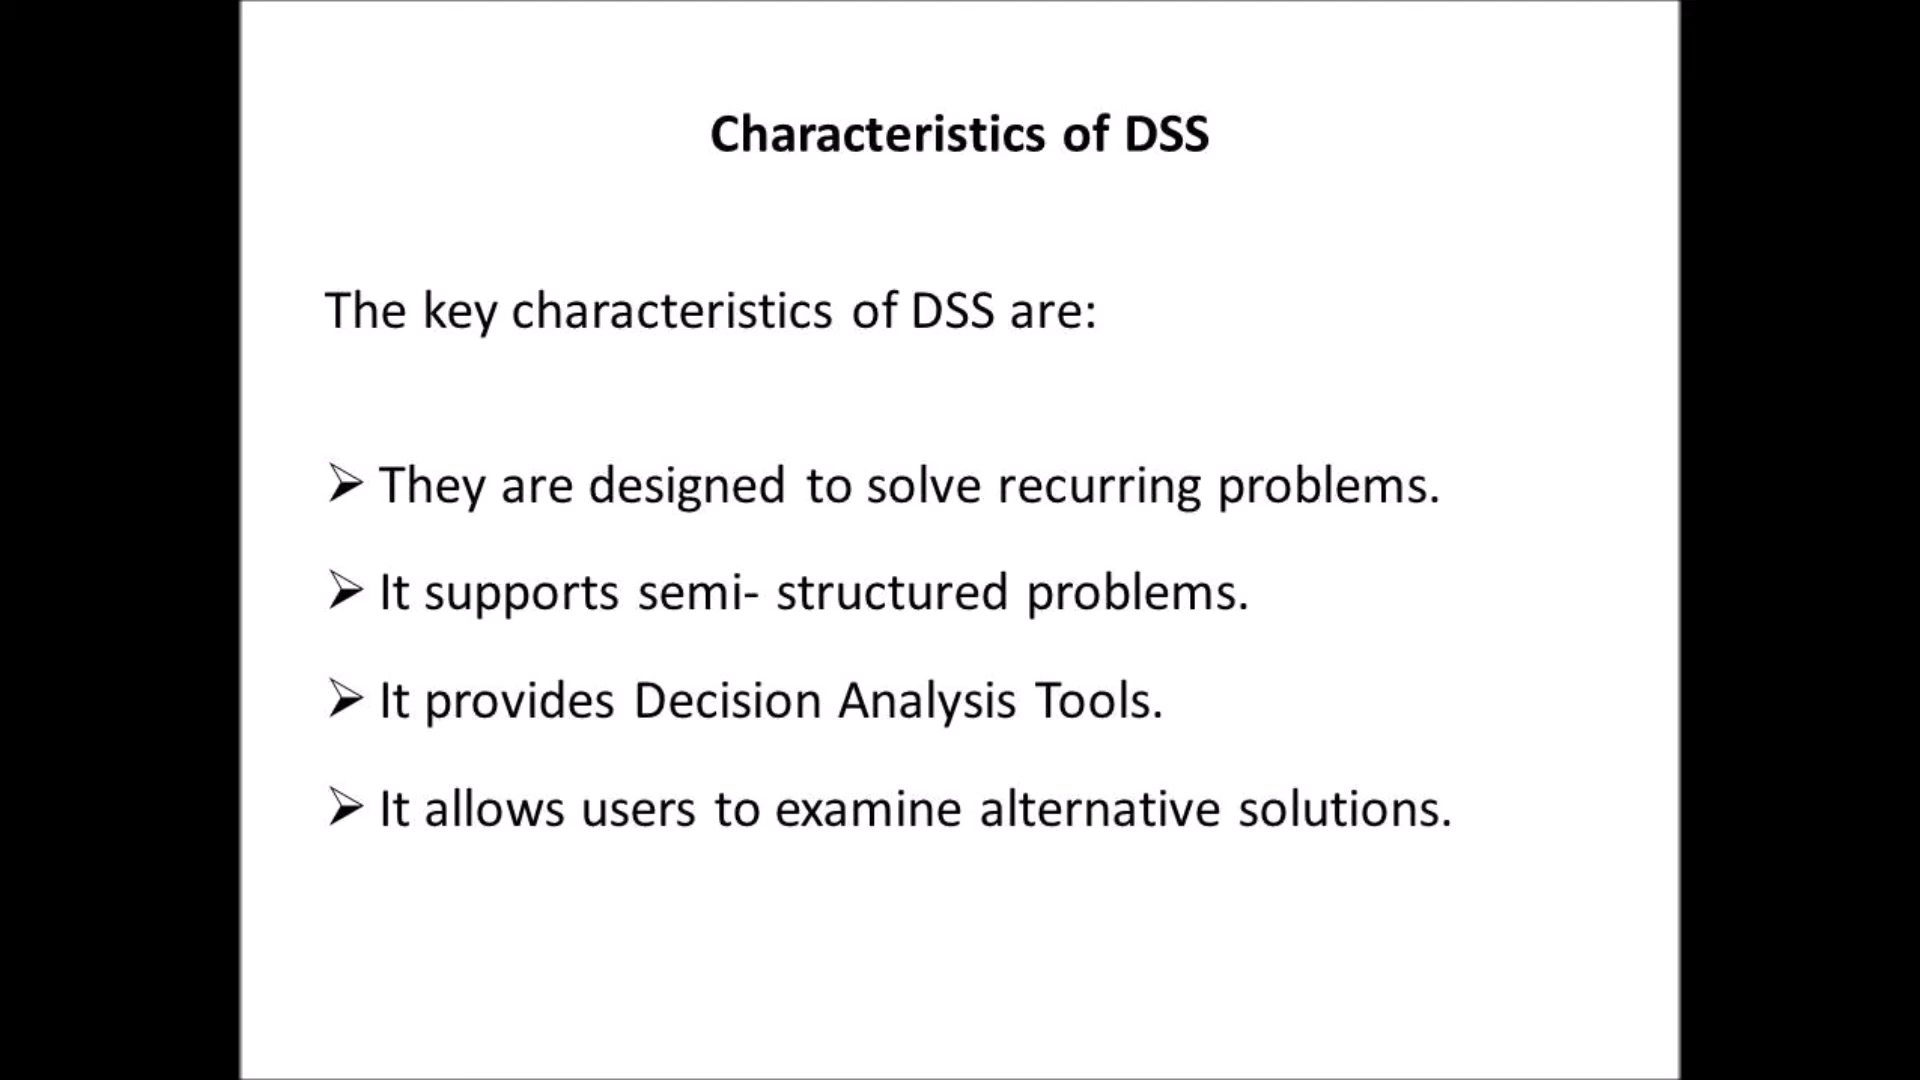 Characteristics of DSS
The key characteristics of DSS are:
➢ They are designed to solve recurring problems.
➢ It supports semi- structured problems.
➢ It provides Decision Analysis Tools.
➢ It allows users to examine alternative solutions.